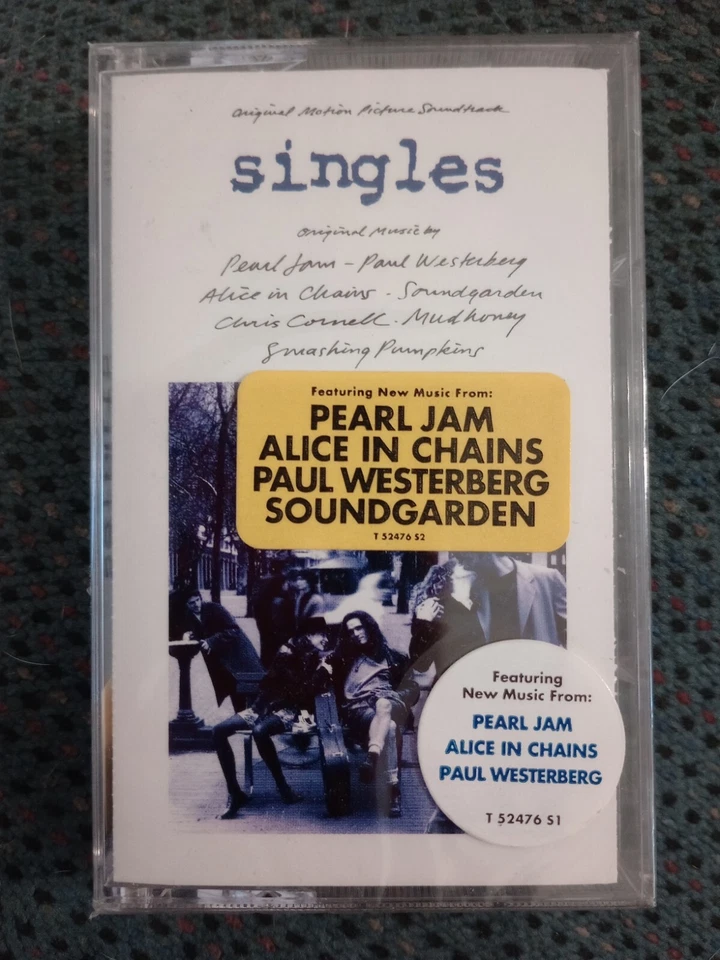 Original Motion Picture Soundtrack
singles
Original Music by
Pearl Jam - Paul Westerberg
Alice in Chains - Soundgarden
Chris Cornell - Mudhoney
Smashing Pumpkins
Featuring New Music From:
PEARL JAM
ALICE IN CHAINS
PAUL WESTERBERG
SOUNDGARDEN
T 52476 S2
Featuring
New Music From:
PEARL JAM
ALICE IN CHAINS
PAUL WESTERBERG
T 52476 S1